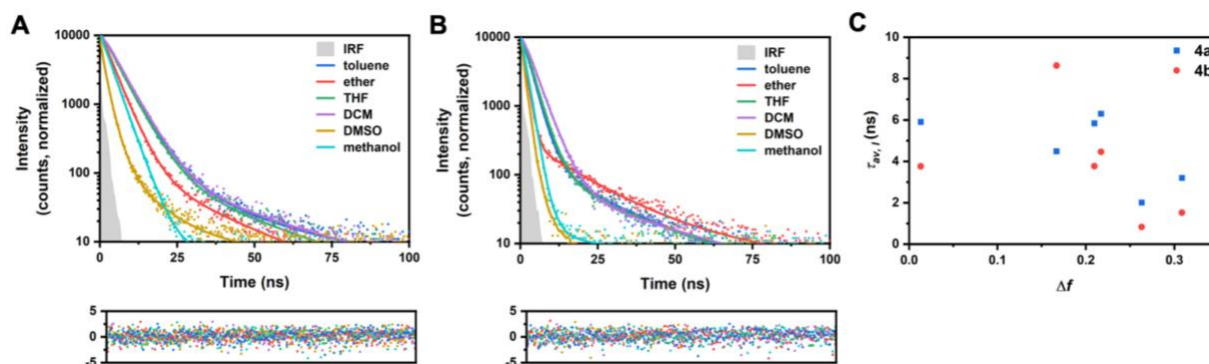 A
10000
1000
100
10
Intensity
(counts, normalized)
0 25 50 75 100
Time (ns)
IRF
toluene
ether
THF
DCM
DMSO
methanol
5
0
-5
B
10000
1000
100
10
Intensity
(counts, normalized)
0 25 50 75 100
Time (ns)
IRF
toluene
ether
THF
DCM
DMSO
methanol
5
0
-5
C
10
8
6
4
2
0
τav, I (ns)
0.0 0.1 0.2 0.3
Δf
4a
4b